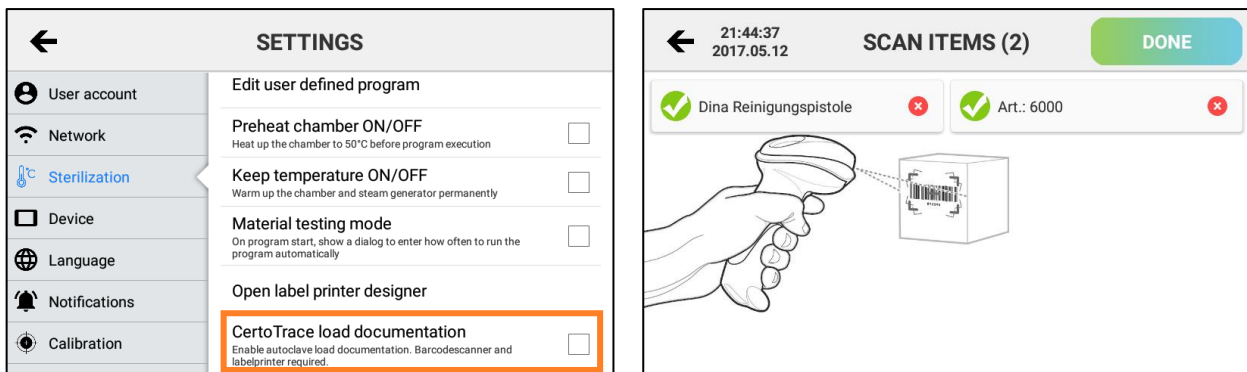 SETTINGS
User account
Network
Sterilization
Device
Language
Notifications
Calibration
Edit user defined program
Preheat chamber ON/OFF
Heat up the chamber to 50°C before program execution
Keep temperature ON/OFF
Warm up the chamber and steam generator permanently
Material testing mode
On program start, show a dialog to enter how often to run the
program automatically
Open label printer designer
CertoTrace load documentation
Enable autoclave load documentation. Barcodescanner and
labelprinter required.
21:44:37
2017.05.12
SCAN ITEMS (2)
DONE
Dina Reinigungspistole
Art.: 6000